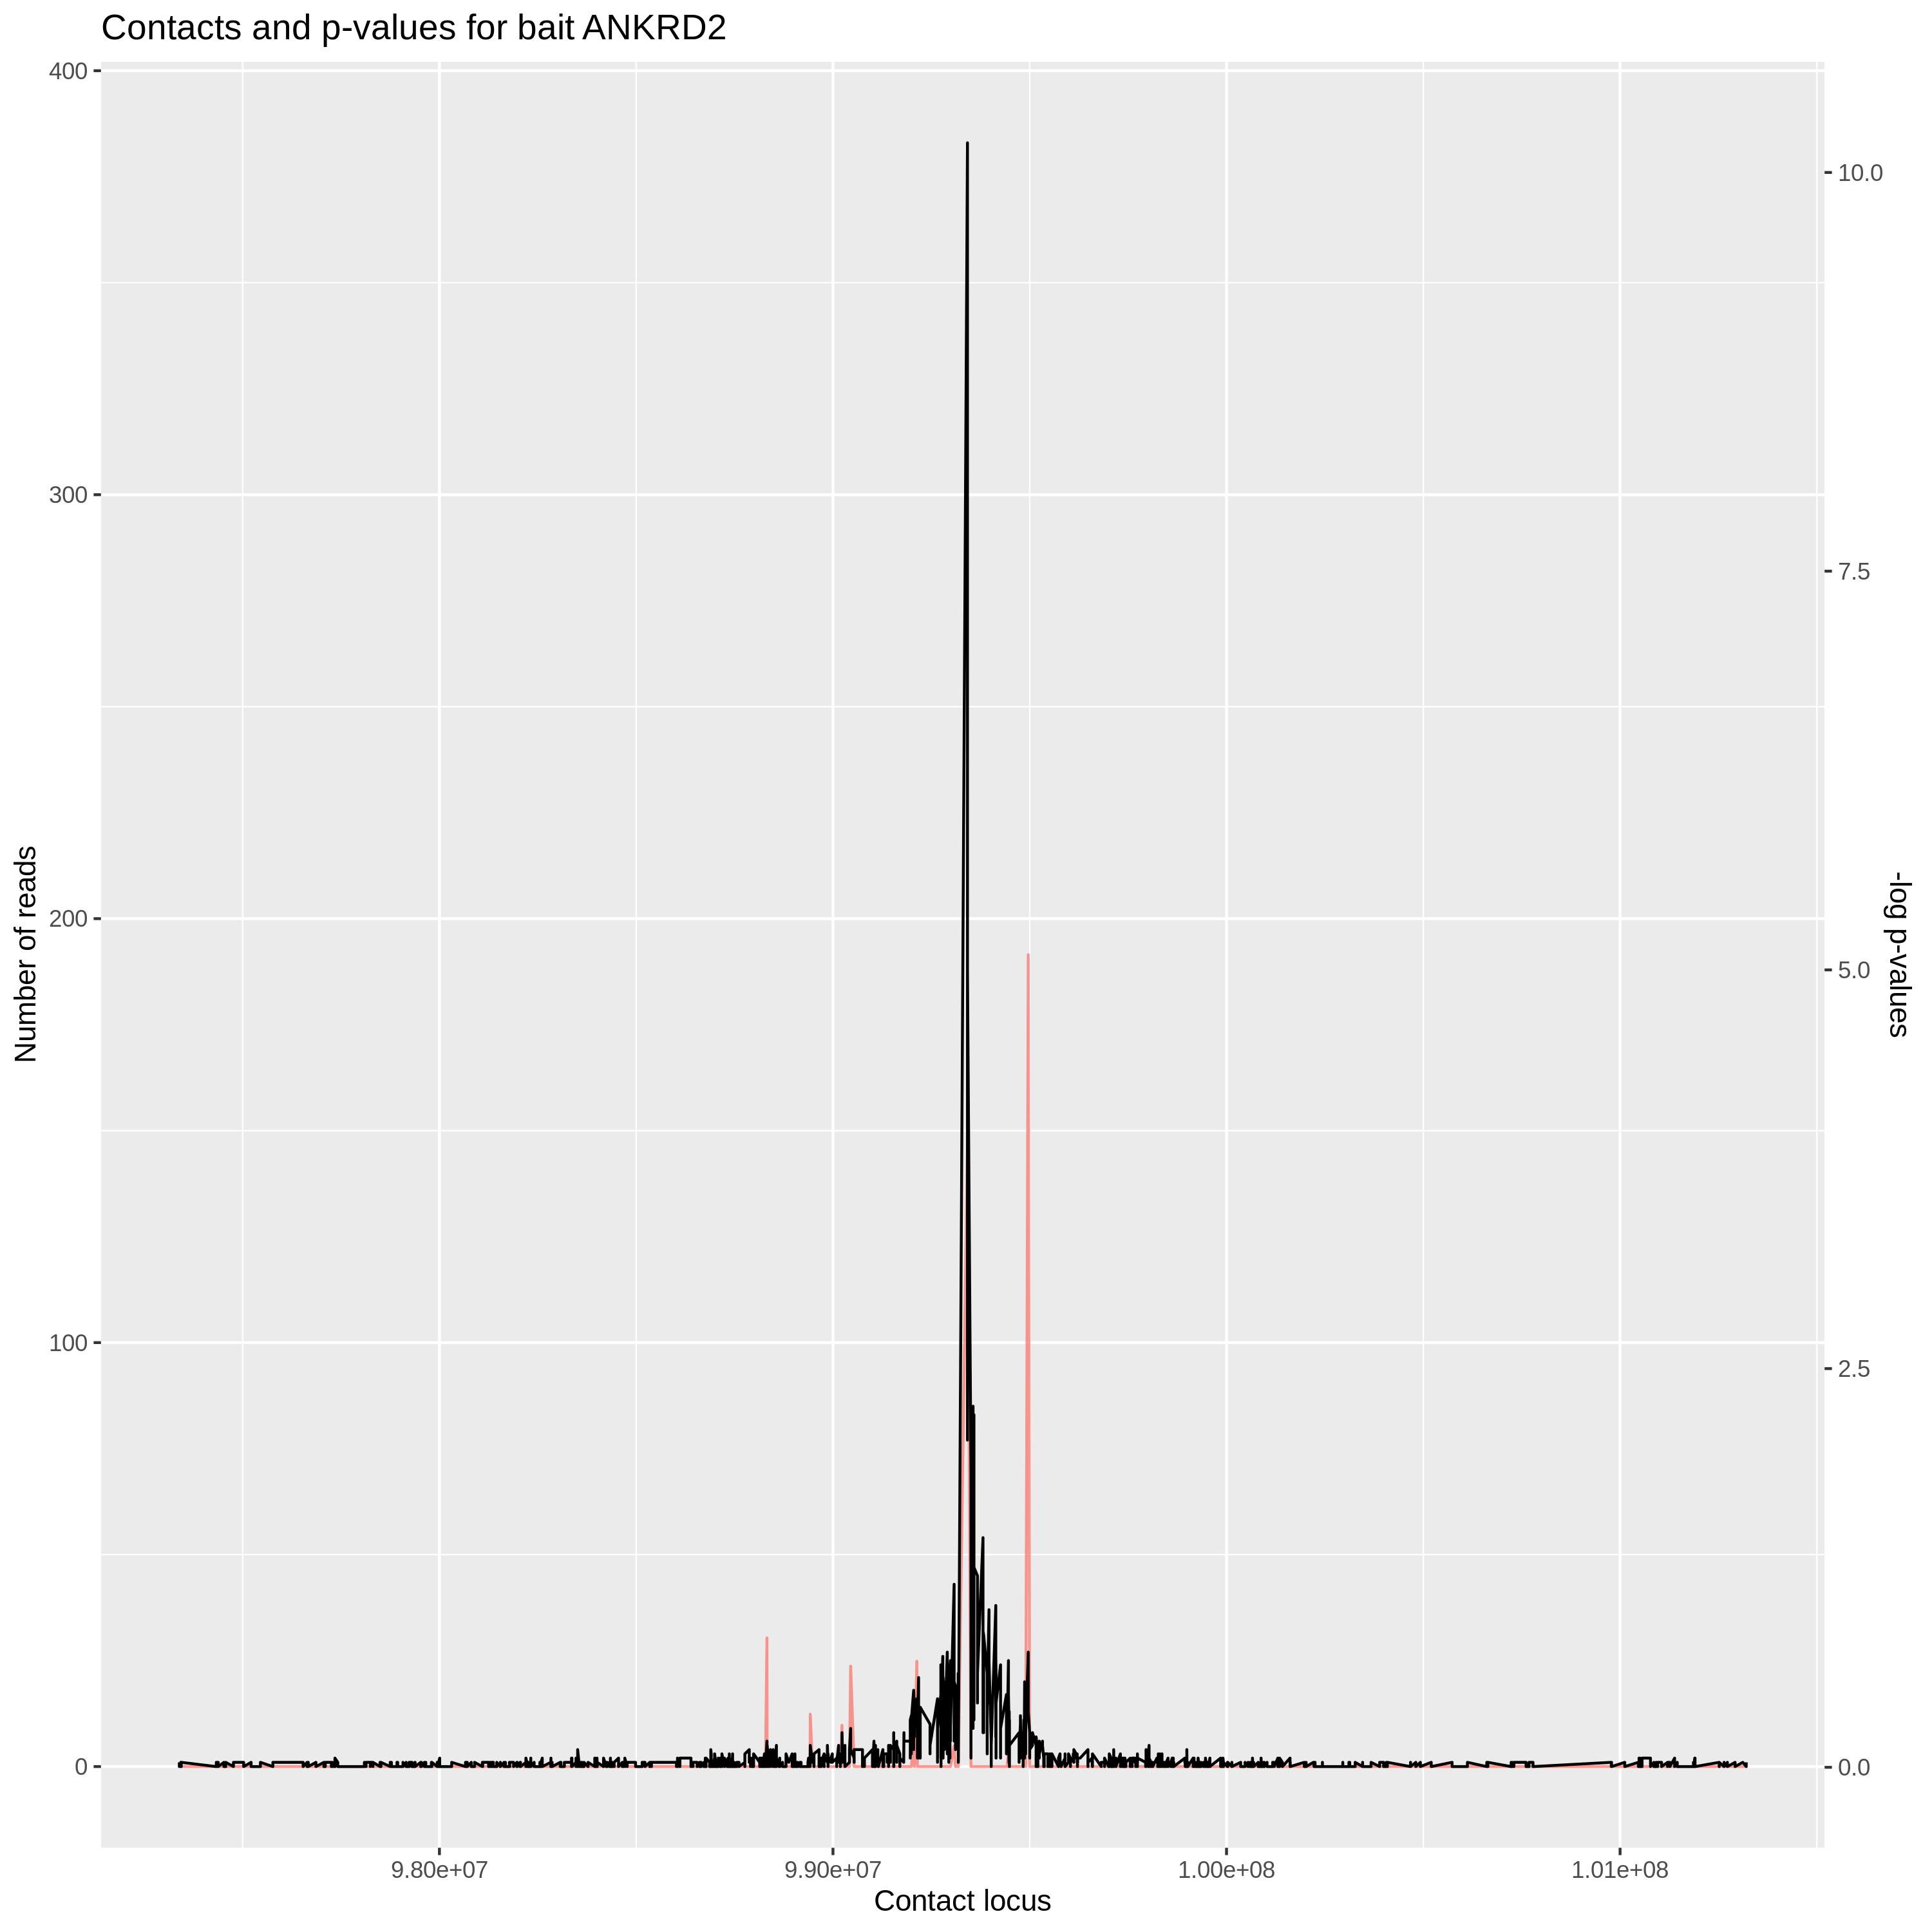 Contacts and p-values for bait ANKRD2
400
300
200
100
0
Number of reads
10.0
7.5
5.0
2.5
0.0
-log p-values
9.80e+07
9.90e+07
1.00e+08
1.01e+08
Contact locus